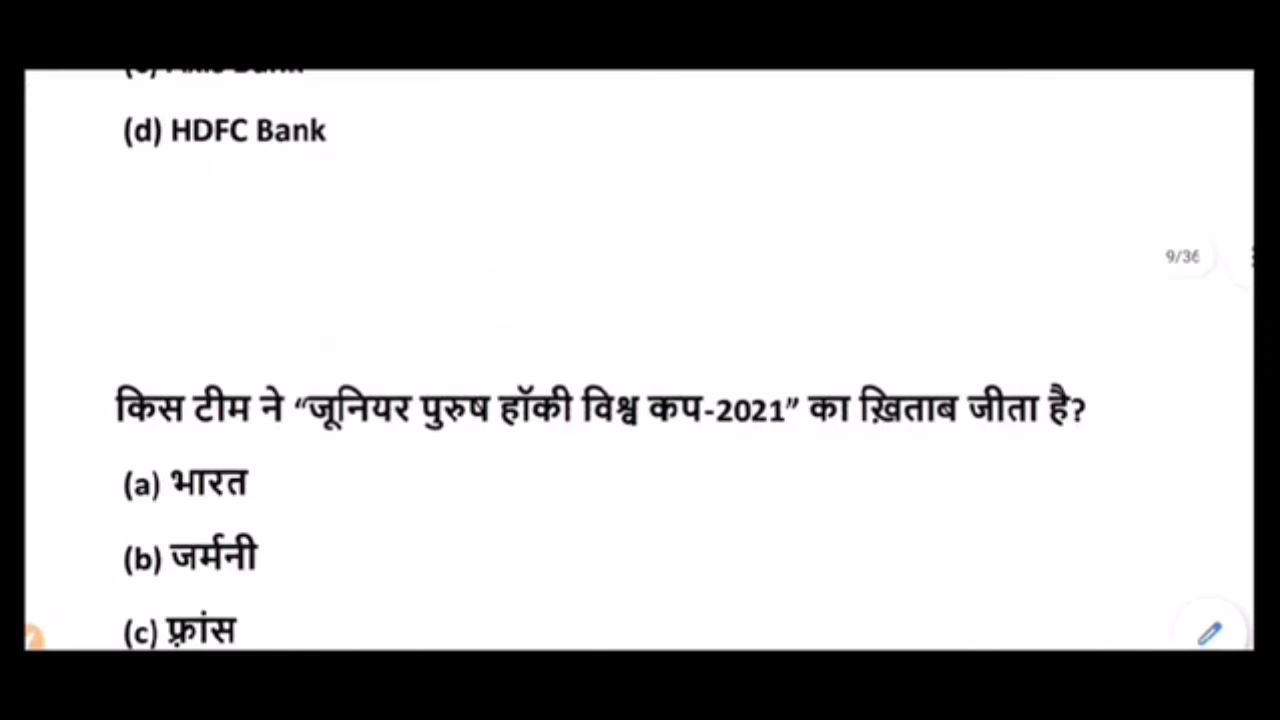 (d) HDFC Bank
9/36
किस टीम ने “जूनियर पुरुष हॉकी विश्व कप-2021” का ख़िताब जीता है?
(a) भारत
(b) जर्मनी
(c) फ़्रांस